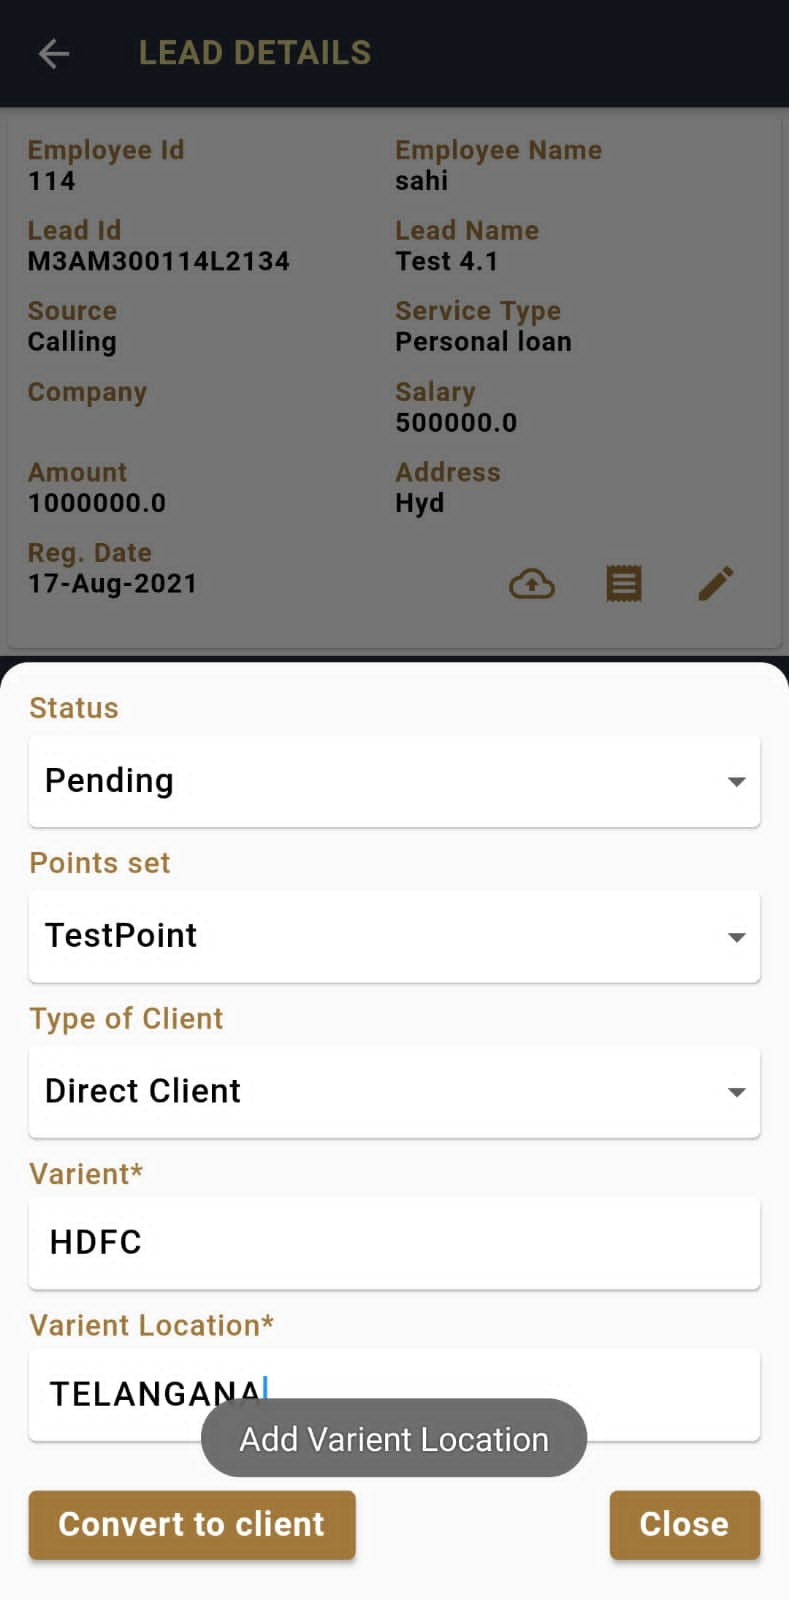 LEAD DETAILS
Employee Id
114
Employee Name
sahi
Lead Id
M3AM300114L2134
Lead Name
Test 4.1
Source
Calling
Service Type
Personal loan
Company
Salary
500000.0
Amount
1000000.0
Address
Hyd
Reg. Date
17-Aug-2021
Status
Pending
Points set
TestPoint
Type of Client
Direct Client
Varient*
HDFC
Varient Location*
TELANGANA
Add Varient Location
Convert to client
Close